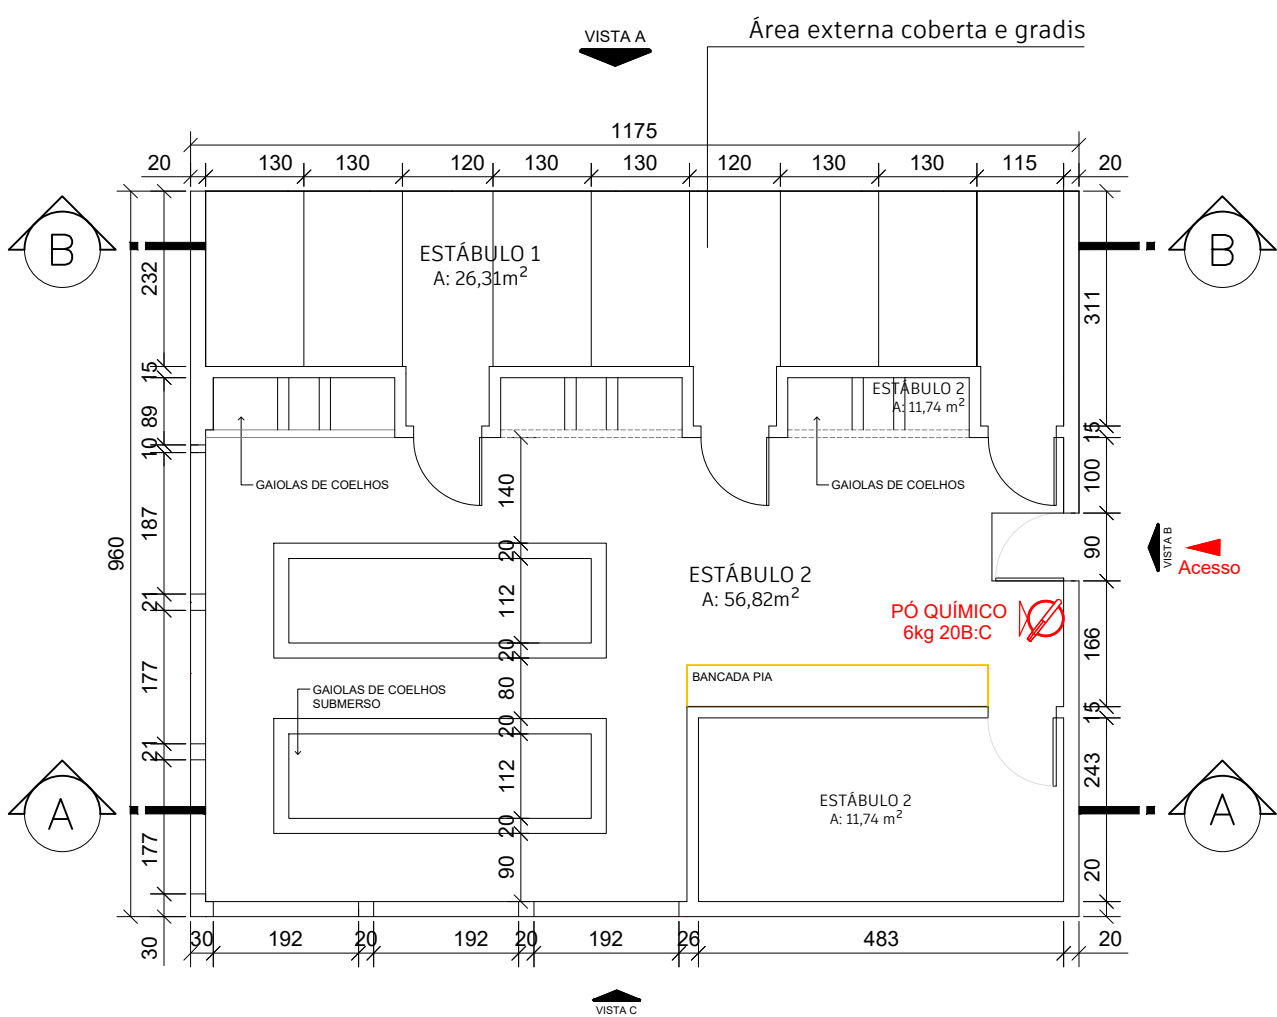 VISTA A
Área externa coberta e gradis
1175
20 130 130 120 130 130 120 130 130 115 20
B
B
ESTÁBULO 1
A: 26,31m²
232
311
15
89
10
ESTÁBULO 2
A: 11,74 m²
15
GAIOLAS DE COELHOS
GAIOLAS DE COELHOS
140
100
187
960
20
90
VISTA B
Acesso
ESTÁBULO 2
A: 56,82m²
112
21
PÓ QUÍMICO
6kg 20B:C
20
166
177
80
BANCADA PIA
GAIOLAS DE COELHOS
SUBMERSO
20
15
21
112
243
A
A
ESTÁBULO 2
A: 11,74 m²
20
177
90
20
30
30 192 20 192 20 192 26 483 20
VISTA C